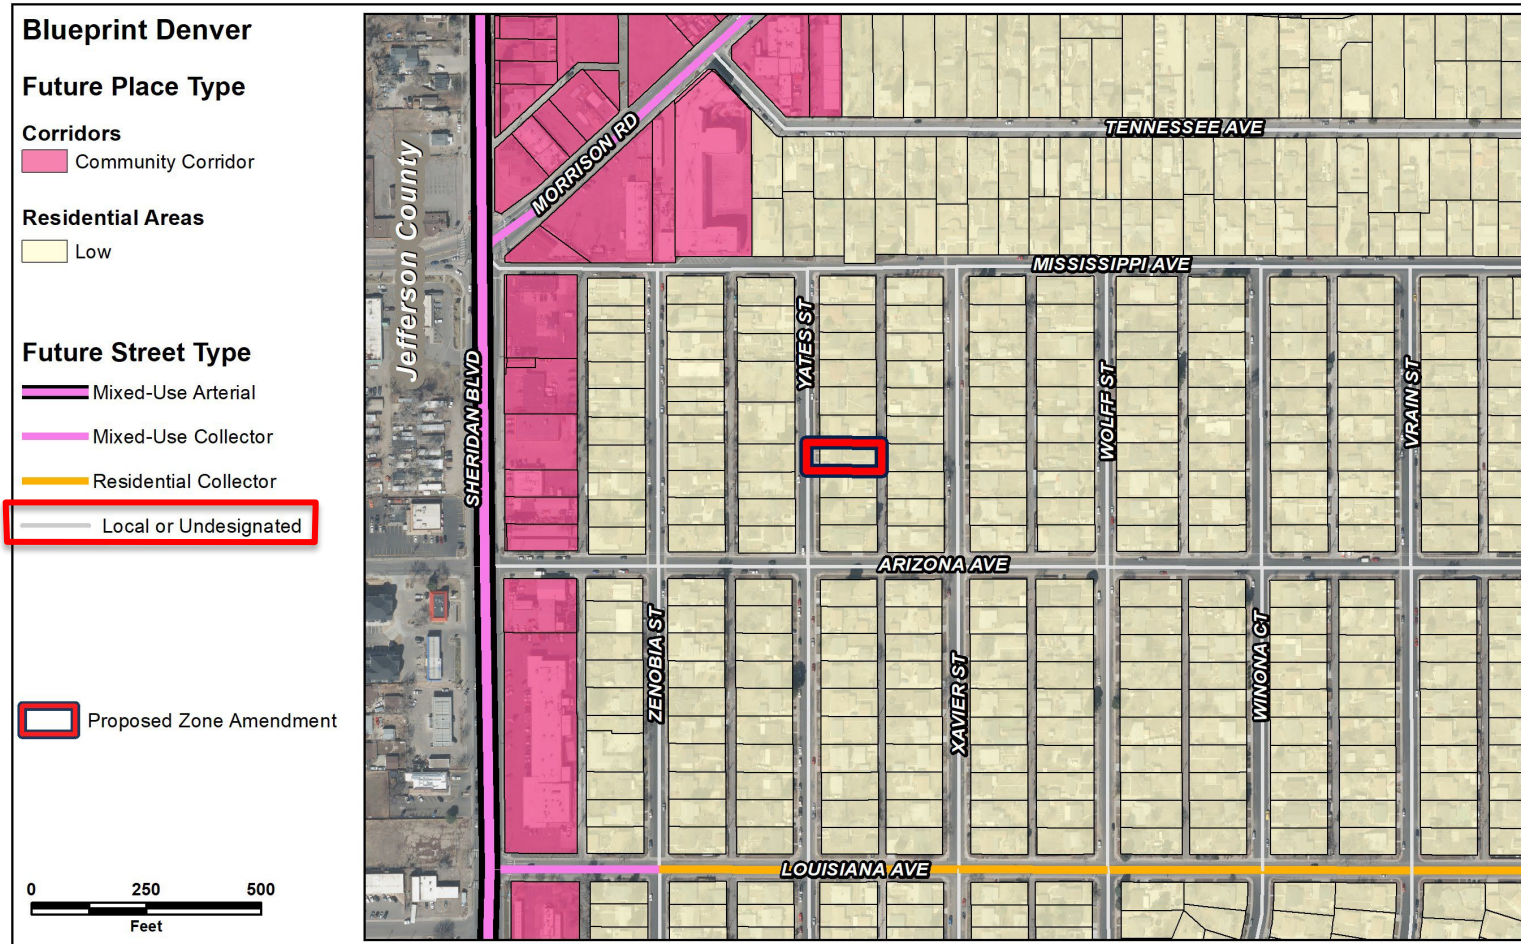 Blueprint Denver
Future Place Type
Corridors
Community Corridor
Residential Areas
Low
Future Street Type
Mixed-Use Arterial
Mixed-Use Collector
Residential Collector
Local or Undesignated
Proposed Zone Amendment
0 250 500
Feet
Jefferson County
SHERIDAN BLVD
MORRISON RD
TENNESSEE AVE
MISSISSIPPI AVE
YATES ST
WOLFF ST
VRAIN ST
ARIZONA AVE
ZENOBIA ST
XAVIER ST
WINONA CT
LOUISIANA AVE